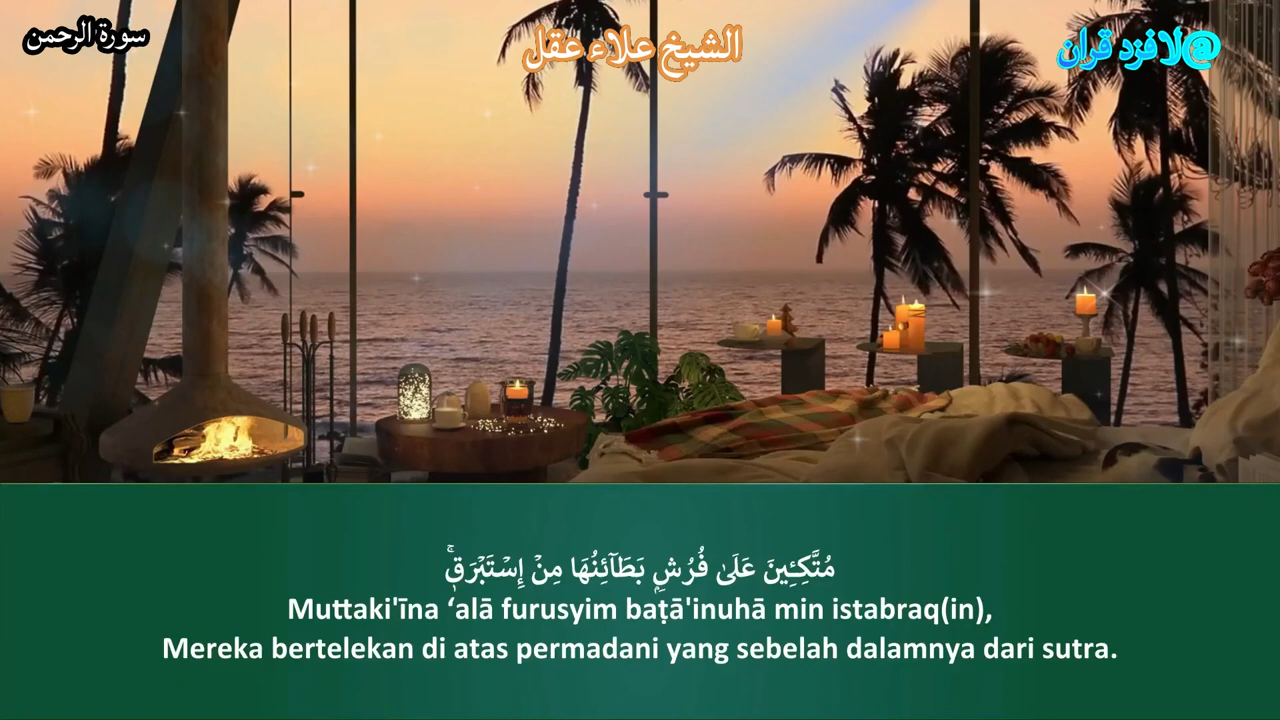 سورة الرحمن
الشيخ علاء عقل
@لافزد قران
مُتَّكِـِٔينَ عَلَىٰ فُرُشٍۭ بَطَآئِنُهَا مِنْ إِسْتَبْرَقٍۚ
Muttaki'īna ‘alā furusyim baṭā'inuhā min istabraq(in),
Mereka bertelekan di atas permadani yang sebelah dalamnya dari sutra.